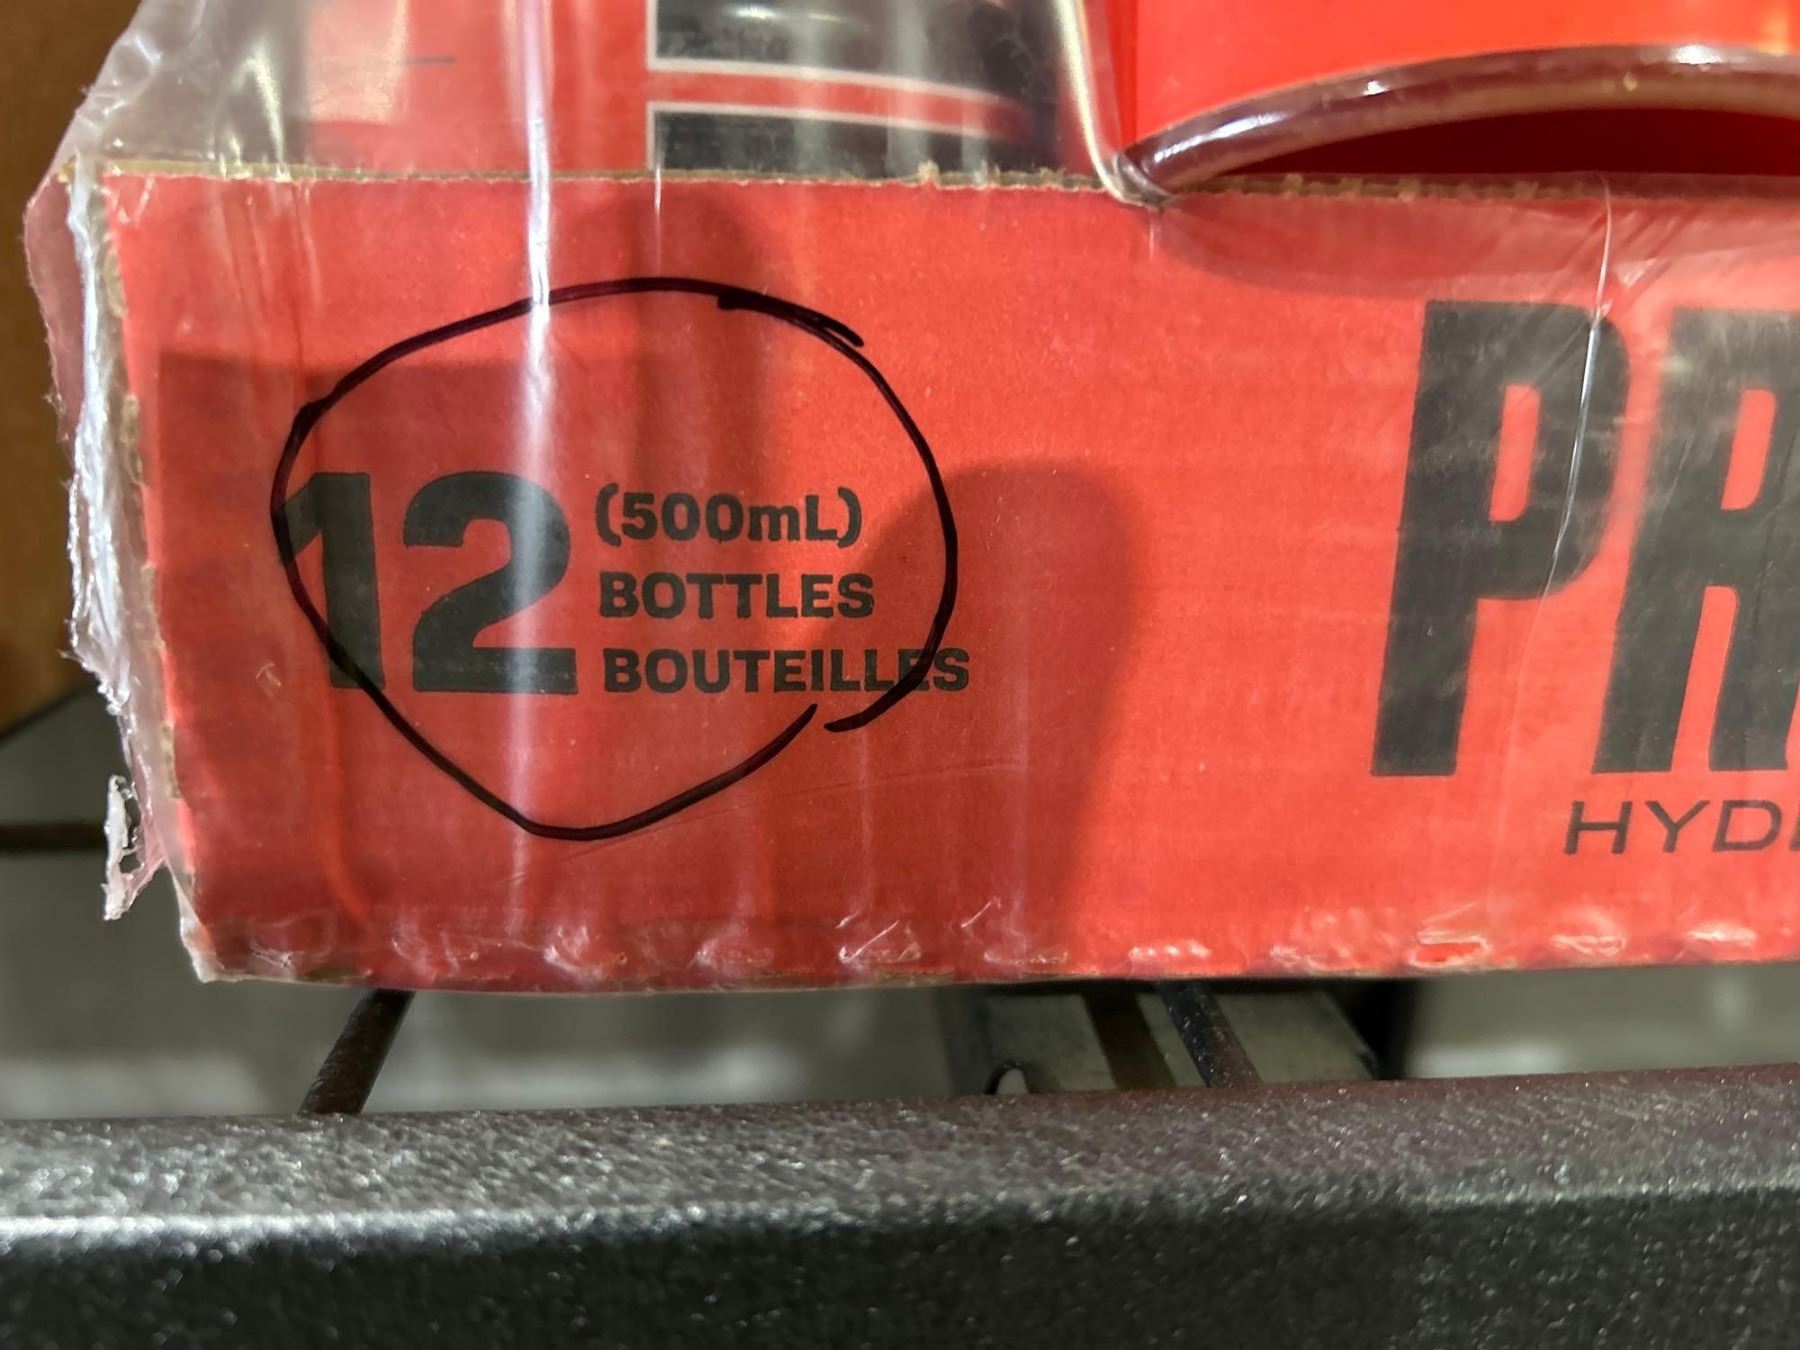 12 (500mL)
BOTTLES
BOUTEILLES
PR
HYD